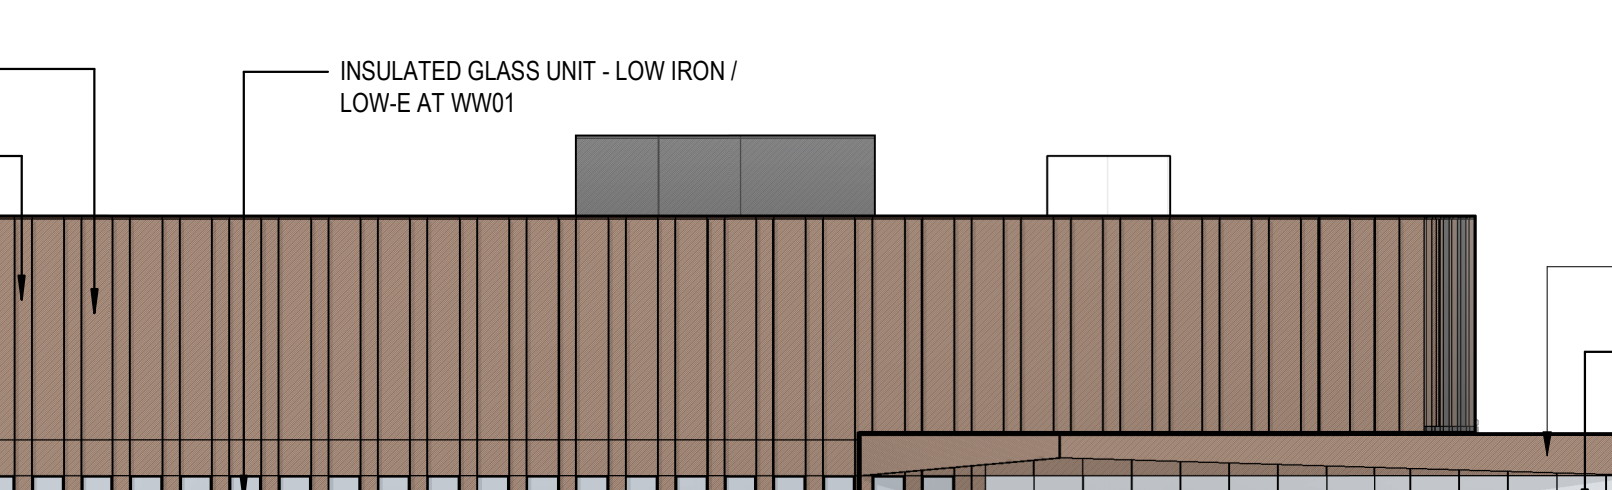 INSULATED GLASS UNIT - LOW IRON /
LOW-E AT WW01